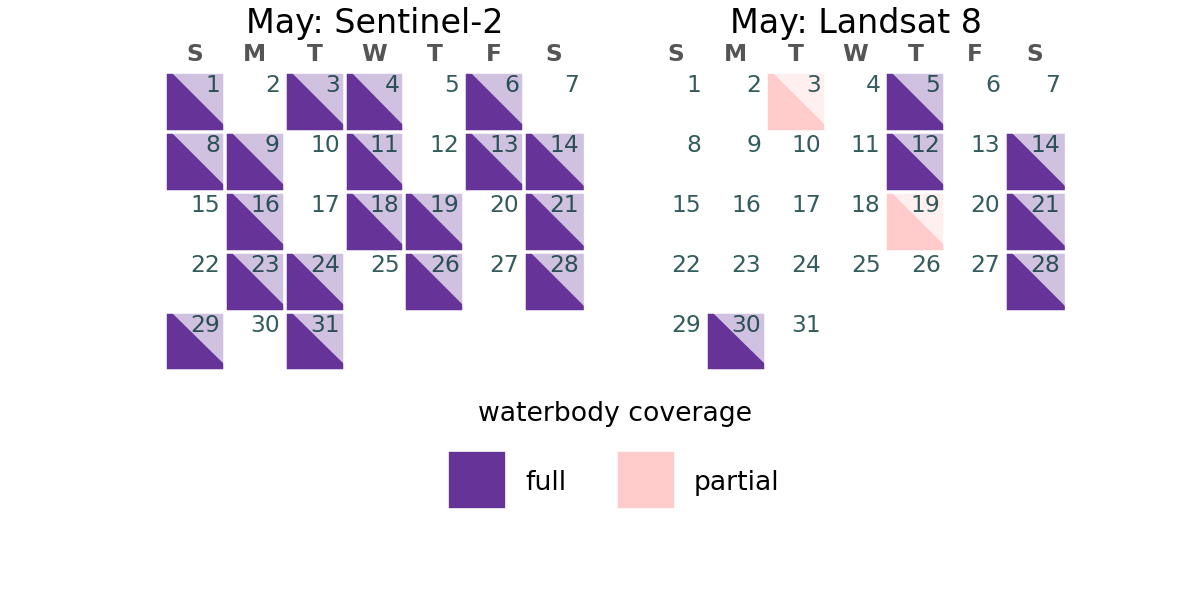 May: Sentinel-2
S M T W T F S
1 2 3 4 5 6 7
8 9 10 11 12 13 14
15 16 17 18 19 20 21
22 23 24 25 26 27 28
29 30 31
May: Landsat 8
S M T W T F S
1 2 3 4 5 6 7
8 9 10 11 12 13 14
15 16 17 18 19 20 21
22 23 24 25 26 27 28
29 30 31
waterbody coverage
full partial